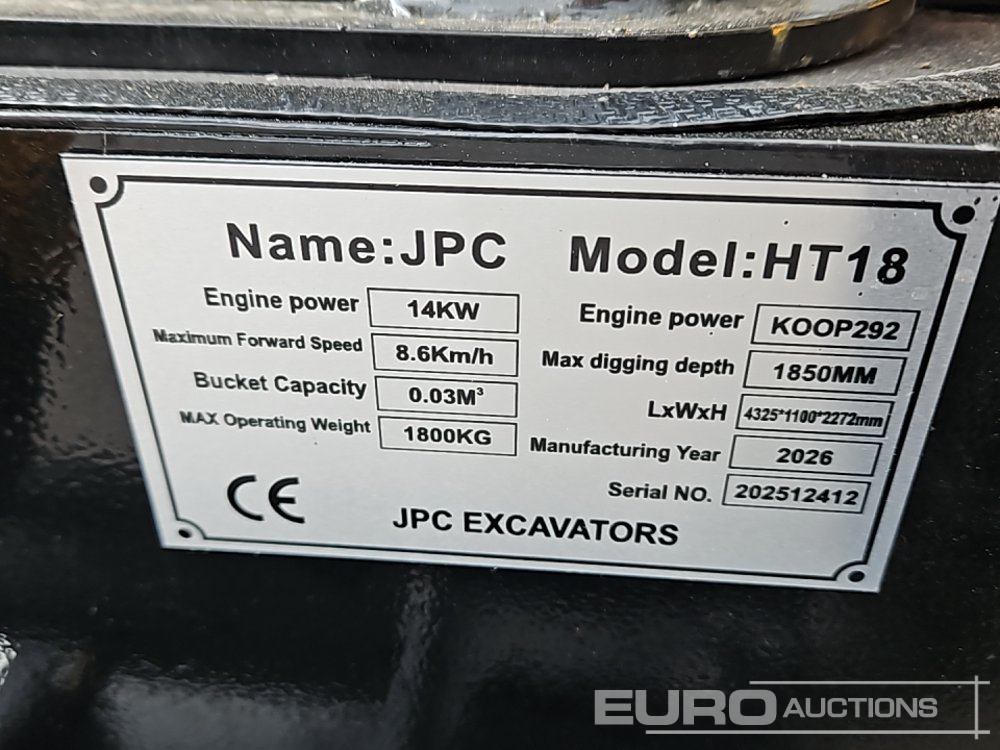 Name:JPC Model:HT18
Engine power 14KW Engine power KOOP292
Maximum Forward Speed 8.6Km/h Max digging depth 1850MM
Bucket Capacity 0.03M³ LxWxH 4325*1100*2272mm
MAX Operating Weight 1800KG Manufacturing Year 2026
Serial NO. 202512412
CE JPC EXCAVATORS
EURO AUCTIONS